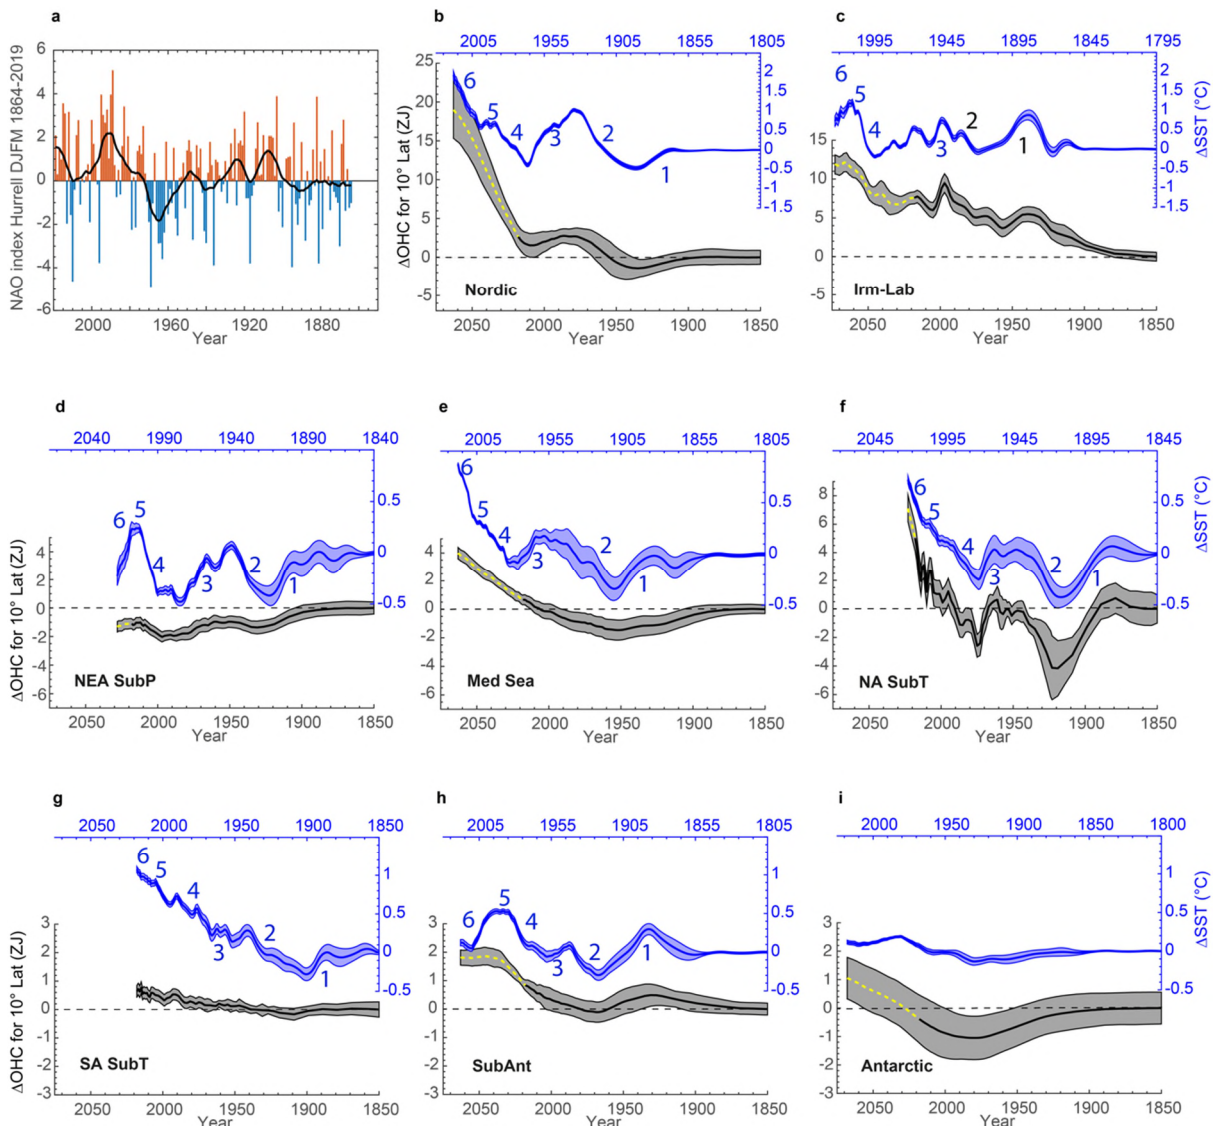 a
NAO index Hurrell DJFM 1864-2019
6
4
2
0
-2
-4
-6
2000 1960 1920 1880
Year
b
2005 1955 1905 1855 1805
ΔOHC for 10° Lat (ZJ)
25
20
15
10
5
0
-5
6 5 4 3 2 1
2
1.5
1
0.5
0
-0.5
-1
-1.5
Nordic
2050 2000 1950 1900 1850
Year
c
1995 1945 1895 1845 1795
15
10
5
0
-5
6 5 4 3 2 1
2
1.5
1
0.5
0
-0.5
-1
-1.5
ΔSST (°C)
Irm-Lab
2050 2000 1950 1900 1850
Year
d
2040 1990 1940 1890 1840
ΔOHC for 10° Lat (ZJ)
4
2
0
-2
-4
-6
6 5 4 3 2 1
0.5
0
-0.5
NEA SubP
2050 2000 1950 1900 1850
Year
e
2005 1955 1905 1855 1805
4
2
0
-2
-4
-6
6 5 4 3 2 1
0.5
0
-0.5
Med Sea
2050 2000 1950 1900 1850
Year
f
2045 1995 1945 1895 1845
8
6
4
2
0
-2
-4
-6
6 5 4 3 2 1
0.5
0
-0.5
ΔSST (°C)
NA SubT
2050 2000 1950 1900 1850
Year
g
2050 2000 1950 1900 1850
ΔOHC for 10° Lat (ZJ)
3
2
1
0
-1
-2
-3
6 5 4 3 2 1
1
0.5
0
-0.5
SA SubT
2050 2000 1950 1900 1850
Year
h
2005 1955 1905 1855 1805
3
2
1
0
-1
-2
-3
6 5 4 3 2 1
1
0.5
0
-0.5
SubAnt
2050 2000 1950 1900 1850
Year
i
2000 1950 1900 1850 1800
3
2
1
0
-1
-2
-3
1
0.5
0
-0.5
ΔSST (°C)
Antarctic
2050 2000 1950 1900 1850
Year